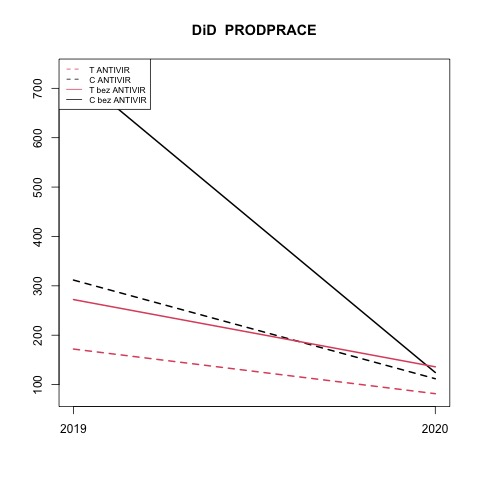 DiD PRODPRACE
T ANTIVIR
C ANTIVIR
T bez ANTIVIR
C bez ANTIVIR
700
600
500
400
300
200
100
2019 2020